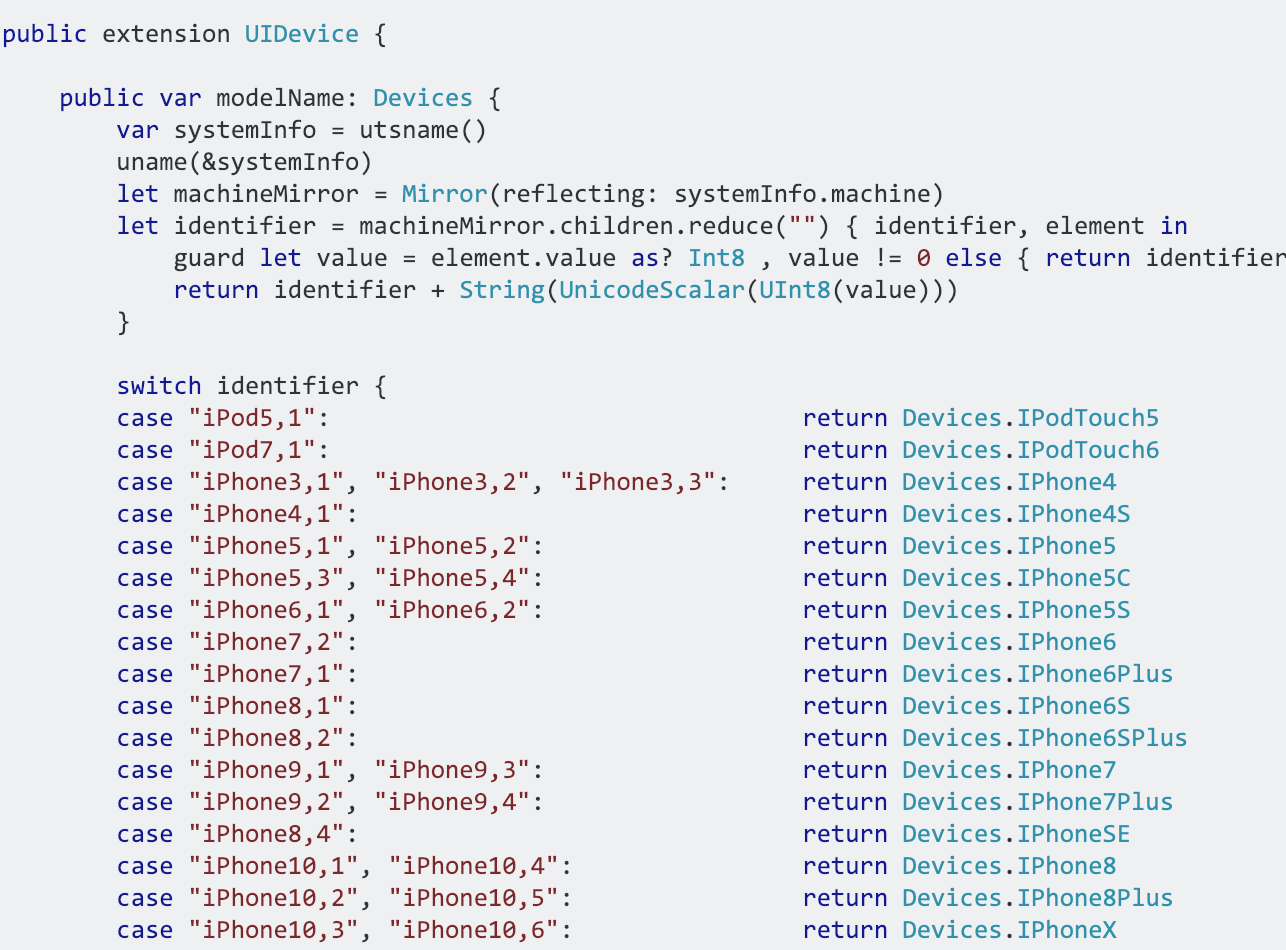 public extension UIDevice {
public var modelName: Devices {
var systemInfo = utsname()
uname(&systemInfo)
let machineMirror = Mirror(reflecting: systemInfo.machine)
let identifier = machineMirror.children.reduce("") { identifier, element in
guard let value = element.value as? Int8 , value != 0 else { return identifier
return identifier + String(UnicodeScalar(UInt8(value)))
}
switch identifier {
case "iPod5,1": return Devices.IPodTouch5
case "iPod7,1": return Devices.IPodTouch6
case "iPhone3,1", "iPhone3,2", "iPhone3,3": return Devices.IPhone4
case "iPhone4,1": return Devices.IPhone4S
case "iPhone5,1", "iPhone5,2": return Devices.IPhone5
case "iPhone5,3", "iPhone5,4": return Devices.IPhone5C
case "iPhone6,1", "iPhone6,2": return Devices.IPhone5S
case "iPhone7,2": return Devices.IPhone6
case "iPhone7,1": return Devices.IPhone6Plus
case "iPhone8,1": return Devices.IPhone6S
case "iPhone8,2": return Devices.IPhone6SPlus
case "iPhone9,1", "iPhone9,3": return Devices.IPhone7
case "iPhone9,2", "iPhone9,4": return Devices.IPhone7Plus
case "iPhone8,4": return Devices.IPhoneSE
case "iPhone10,1", "iPhone10,4": return Devices.IPhone8
case "iPhone10,2", "iPhone10,5": return Devices.IPhone8Plus
case "iPhone10,3", "iPhone10,6": return Devices.IPhoneX